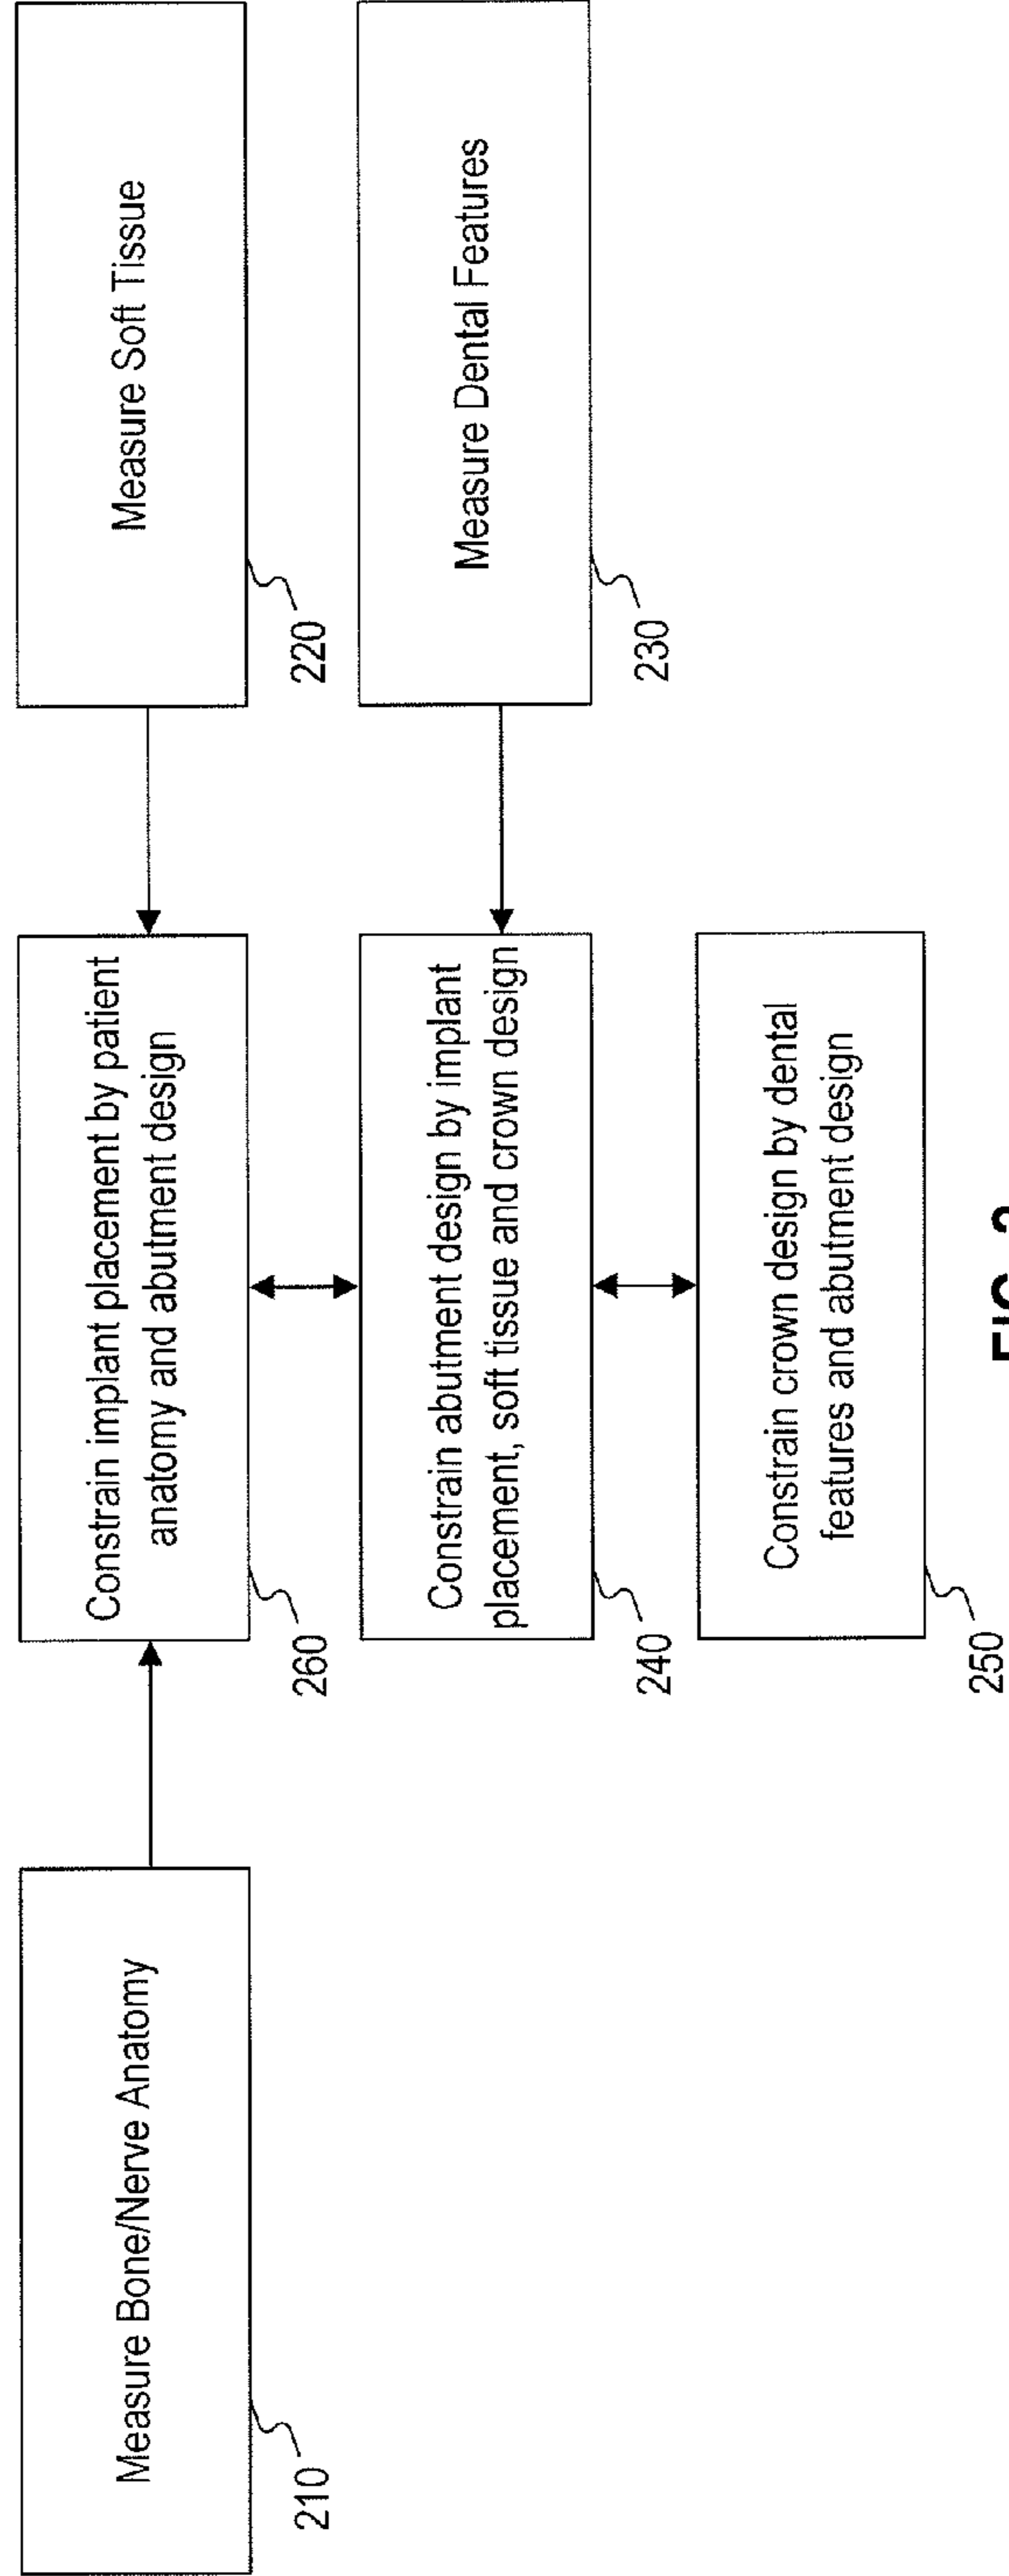 Measure Bone/Nerve Anatomy
210
Constrain implant placement by patient
anatomy and abutment design
260
Measure Soft Tissue
220
Constrain abutment design by implant
placement, soft tissue and crown design
240
Measure Dental Features
230
Constrain crown design by dental
features and abutment design
250